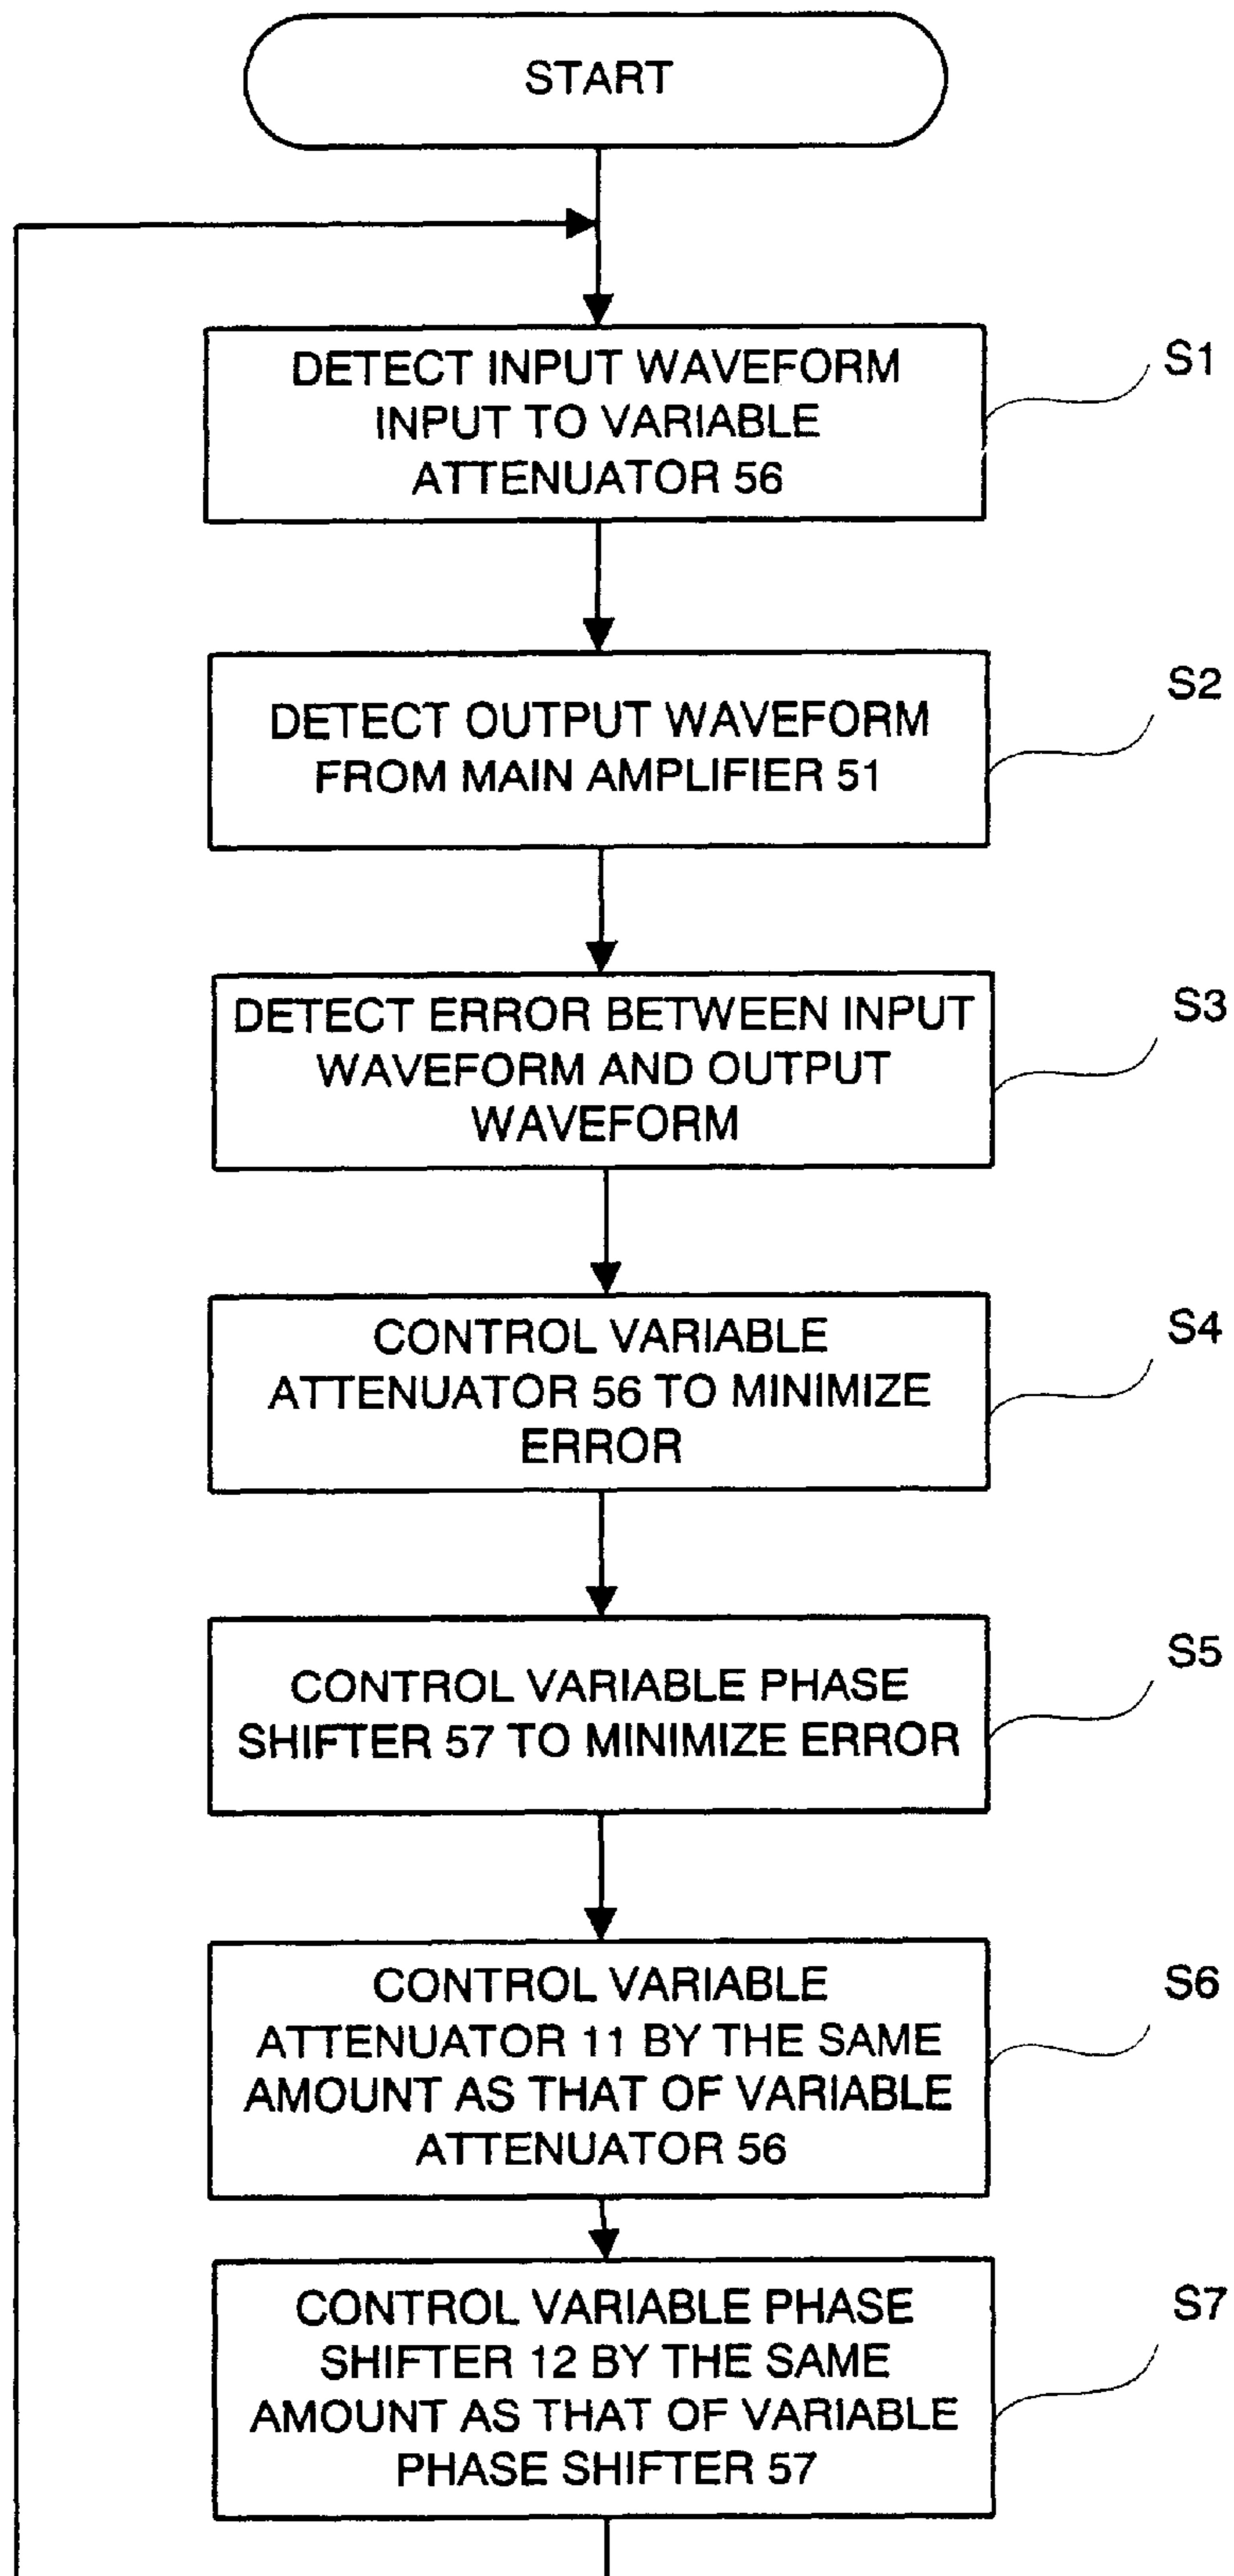 START
DETECT INPUT WAVEFORM
INPUT TO VARIABLE
ATTENUATOR 56
S1
DETECT OUTPUT WAVEFORM
FROM MAIN AMPLIFIER 51
S2
DETECT ERROR BETWEEN INPUT
WAVEFORM AND OUTPUT
WAVEFORM
S3
CONTROL VARIABLE
ATTENUATOR 56 TO MINIMIZE
ERROR
S4
CONTROL VARIABLE PHASE
SHIFTER 57 TO MINIMIZE ERROR
S5
CONTROL VARIABLE
ATTENUATOR 11 BY THE SAME
AMOUNT AS THAT OF VARIABLE
ATTENUATOR 56
S6
CONTROL VARIABLE PHASE
SHIFTER 12 BY THE SAME
AMOUNT AS THAT OF VARIABLE
PHASE SHIFTER 57
S7